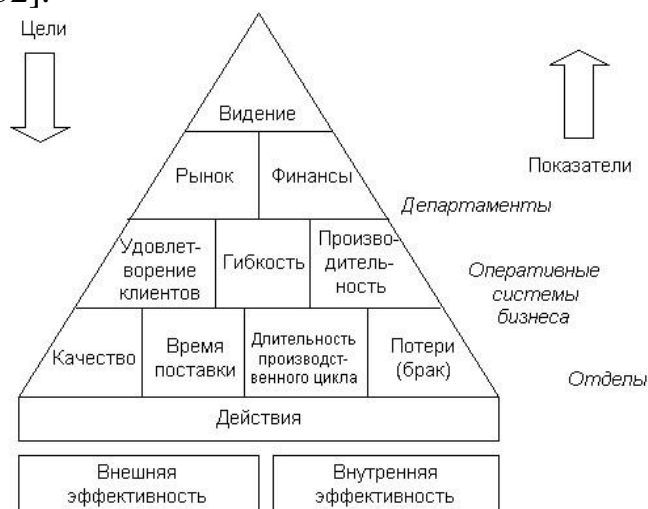 Цели
Видение
Показатели
Рынок
Финансы
Департаменты
Удовлет-
ворение
клиентов
Гибкость
Произво-
дитель-
ность
Оперативные
системы
бизнеса
Качество
Время
поставки
Длительность
производст-
венного цикла
Потери
(брак)
Отделы
Действия
Внешняя
эффективность
Внутренняя
эффективность